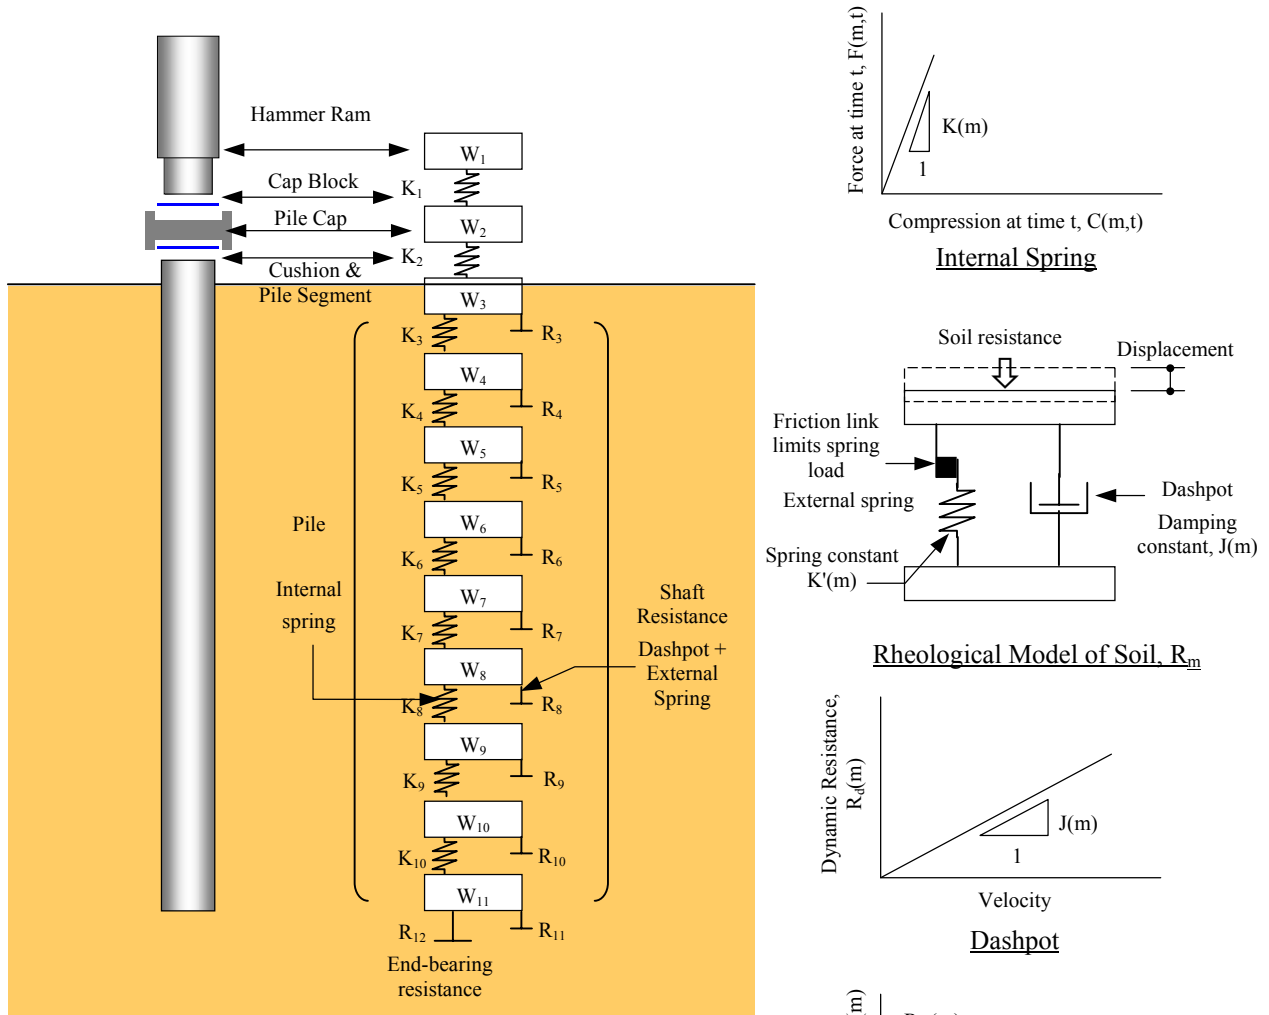 Hammer Ram
Cap Block
Pile Cap
Cushion &
Pile Segment
W1
K1
W2
K2
W3
K3
R3
W4
K4
R4
W5
K5
R5
W6
K6
R6
W7
K7
R7
W8
K8
R8
W9
K9
R9
W10
K10
R10
W11
R12
R11
Pile
Internal
spring
Shaft
Resistance
Dashpot +
External
Spring
End-bearing
resistance
Force at time t, F(m,t)
K(m)
1
Compression at time t, C(m,t)
Internal Spring
Soil resistance
Displacement
Friction link
limits spring
load
External spring
Spring constant
K'(m)
Dashpot
Damping
constant, J(m)
Rheological Model of Soil, Rm
Dynamic Resistance,
Rd(m)
J(m)
1
Velocity
Dashpot